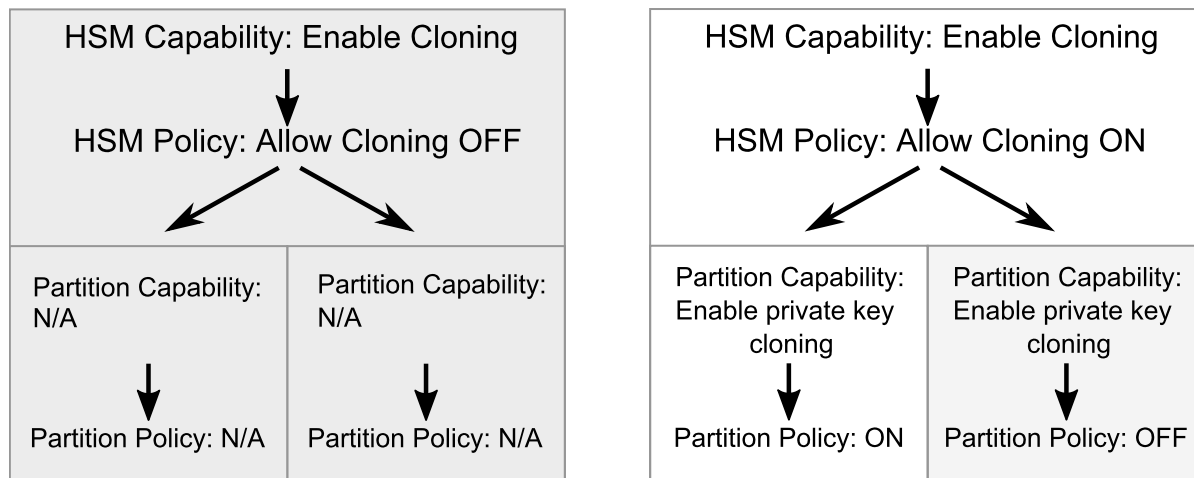 HSM Capability: Enable Cloning
HSM Policy: Allow Cloning OFF
Partition Capability:
N/A
Partition Policy: N/A
Partition Capability:
N/A
Partition Policy: N/A
HSM Capability: Enable Cloning
HSM Policy: Allow Cloning ON
Partition Capability:
Enable private key
cloning
Partition Policy: ON
Partition Capability:
Enable private key
cloning
Partition Policy: OFF